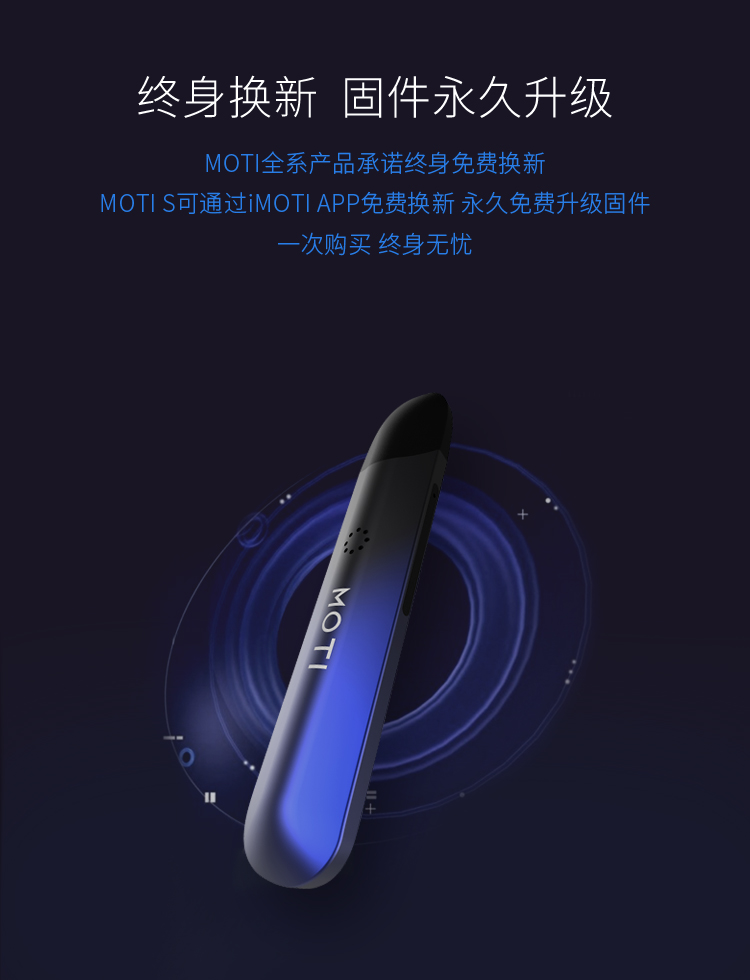 终身换新 固件永久升级
MOTI全系产品承诺终身免费换新
MOTI S可通过iMOTI APP免费换新 永久免费升级固件
一次购买 终身无忧
MOTI